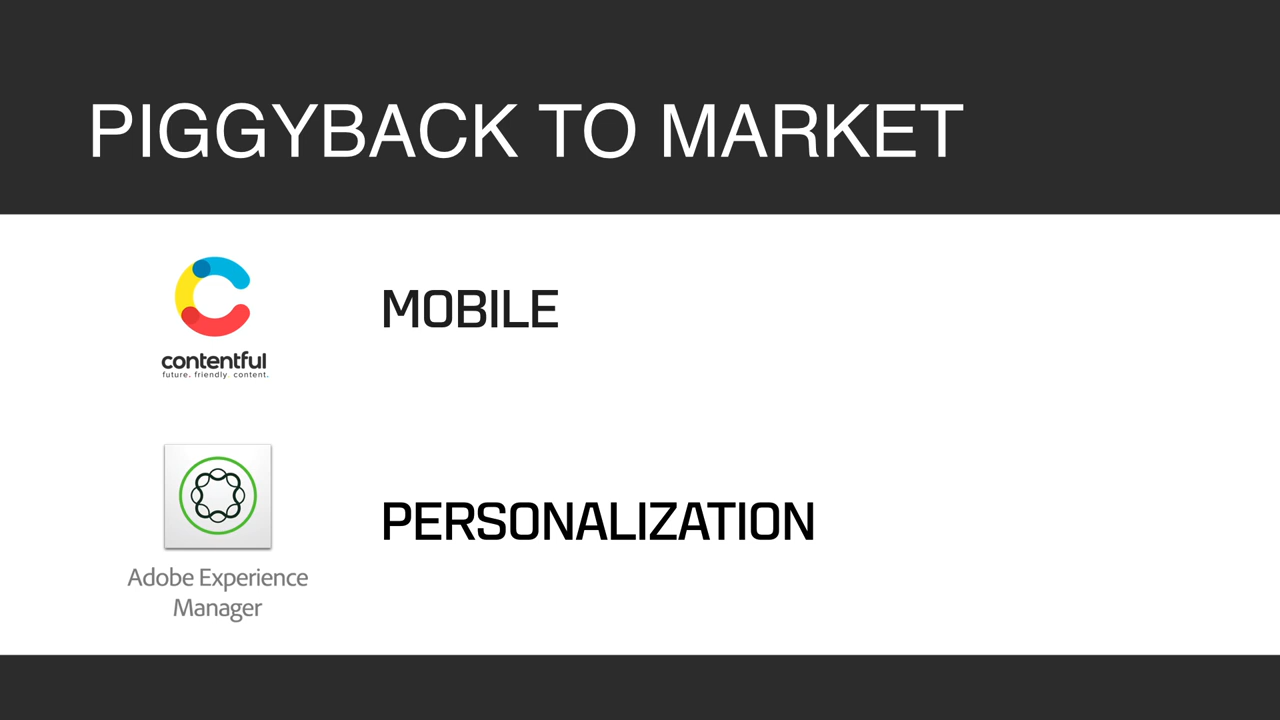 PIGGYBACK TO MARKET
contentful
future. friendly. content.
MOBILE
Adobe Experience
Manager
PERSONALIZATION